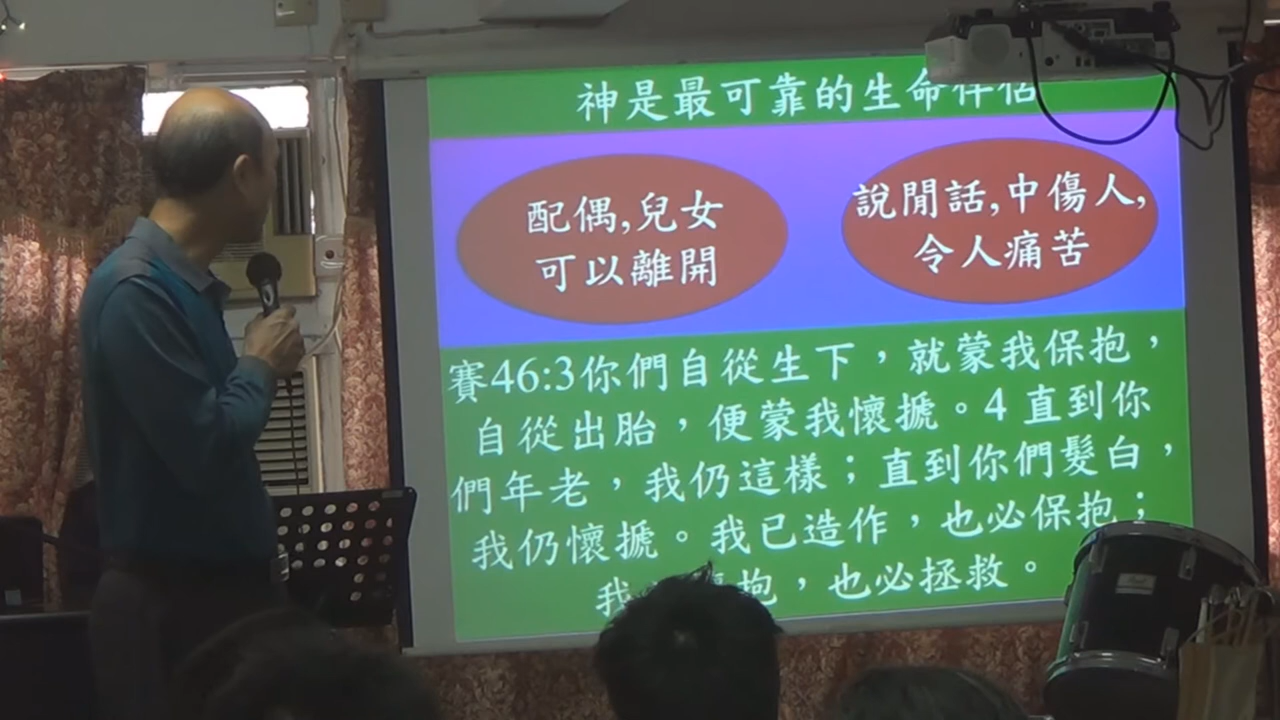 神是最可靠的生命伴侶
配偶,兒女
可以離開
說閒話,中傷人,
令人痛苦
賽46:3你們自從生下，就蒙我保抱，
自從出胎，便蒙我懷搋。4 直到你
們年老，我仍這樣；直到你們髮白，
我仍懷搋。我已造作，也必保抱；
我 抱，也必拯救。